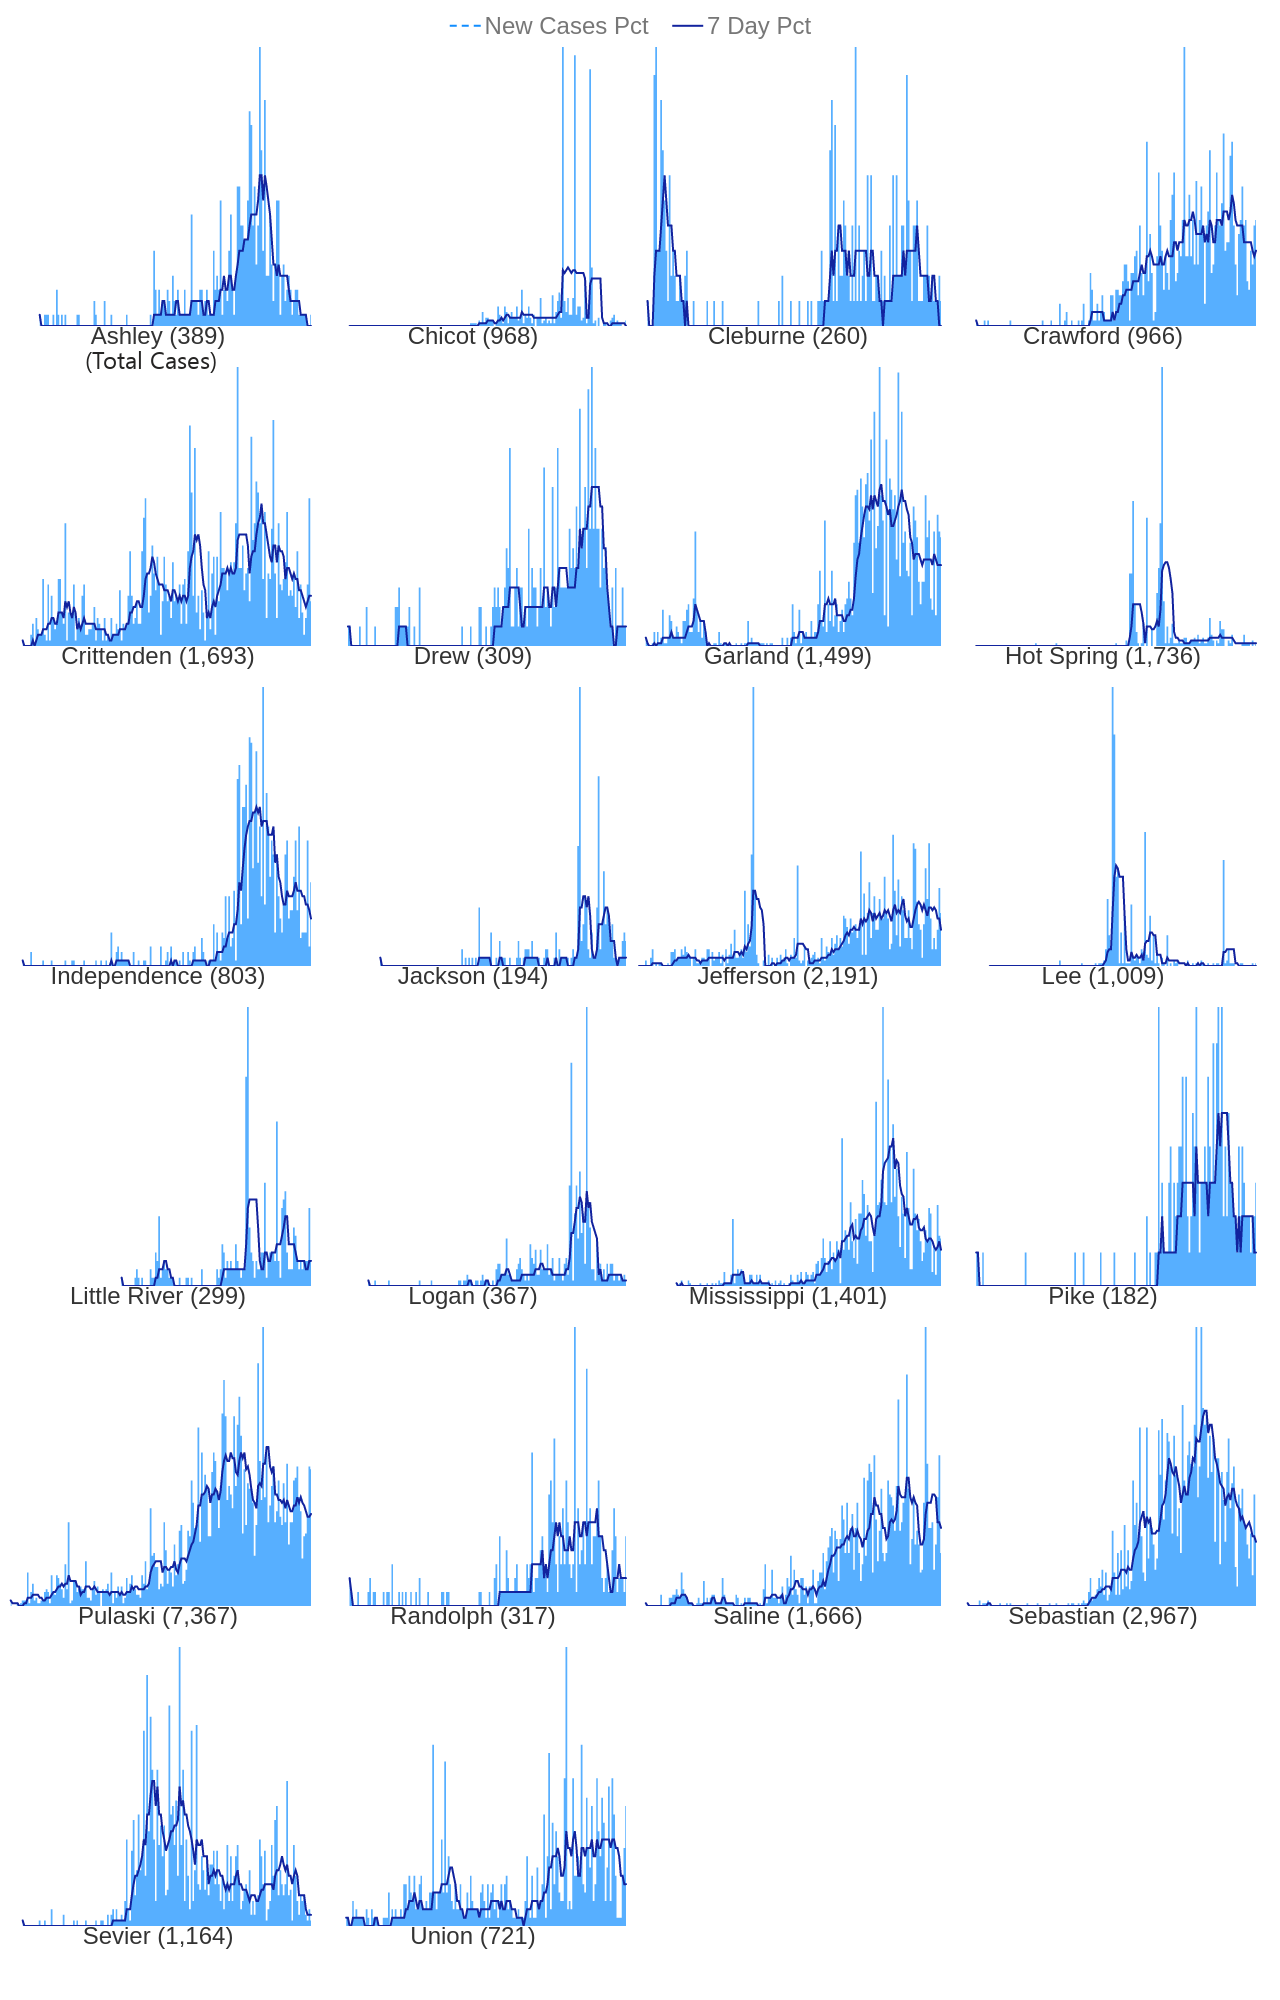 New Cases Pct 7 Day Pct
Ashley (389) Chicot (968) Cleburne (260) Crawford (966)
(Total Cases)
Crittenden (1,693) Drew (309) Garland (1,499) Hot Spring (1,736)
Independence (803) Jackson (194) Jefferson (2,191) Lee (1,009)
Little River (299) Logan (367) Mississippi (1,401) Pike (182)
Pulaski (7,367) Randolph (317) Saline (1,666) Sebastian (2,967)
Sevier (1,164) Union (721)